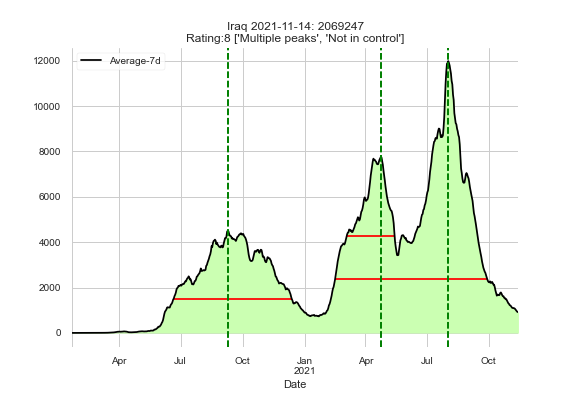 Iraq 2021-11-14: 2069247
Rating:8 ['Multiple peaks', 'Not in control']
Average-7d
12000
10000
8000
6000
4000
2000
0
Apr Jul Oct Jan Apr Jul Oct
2021
Date